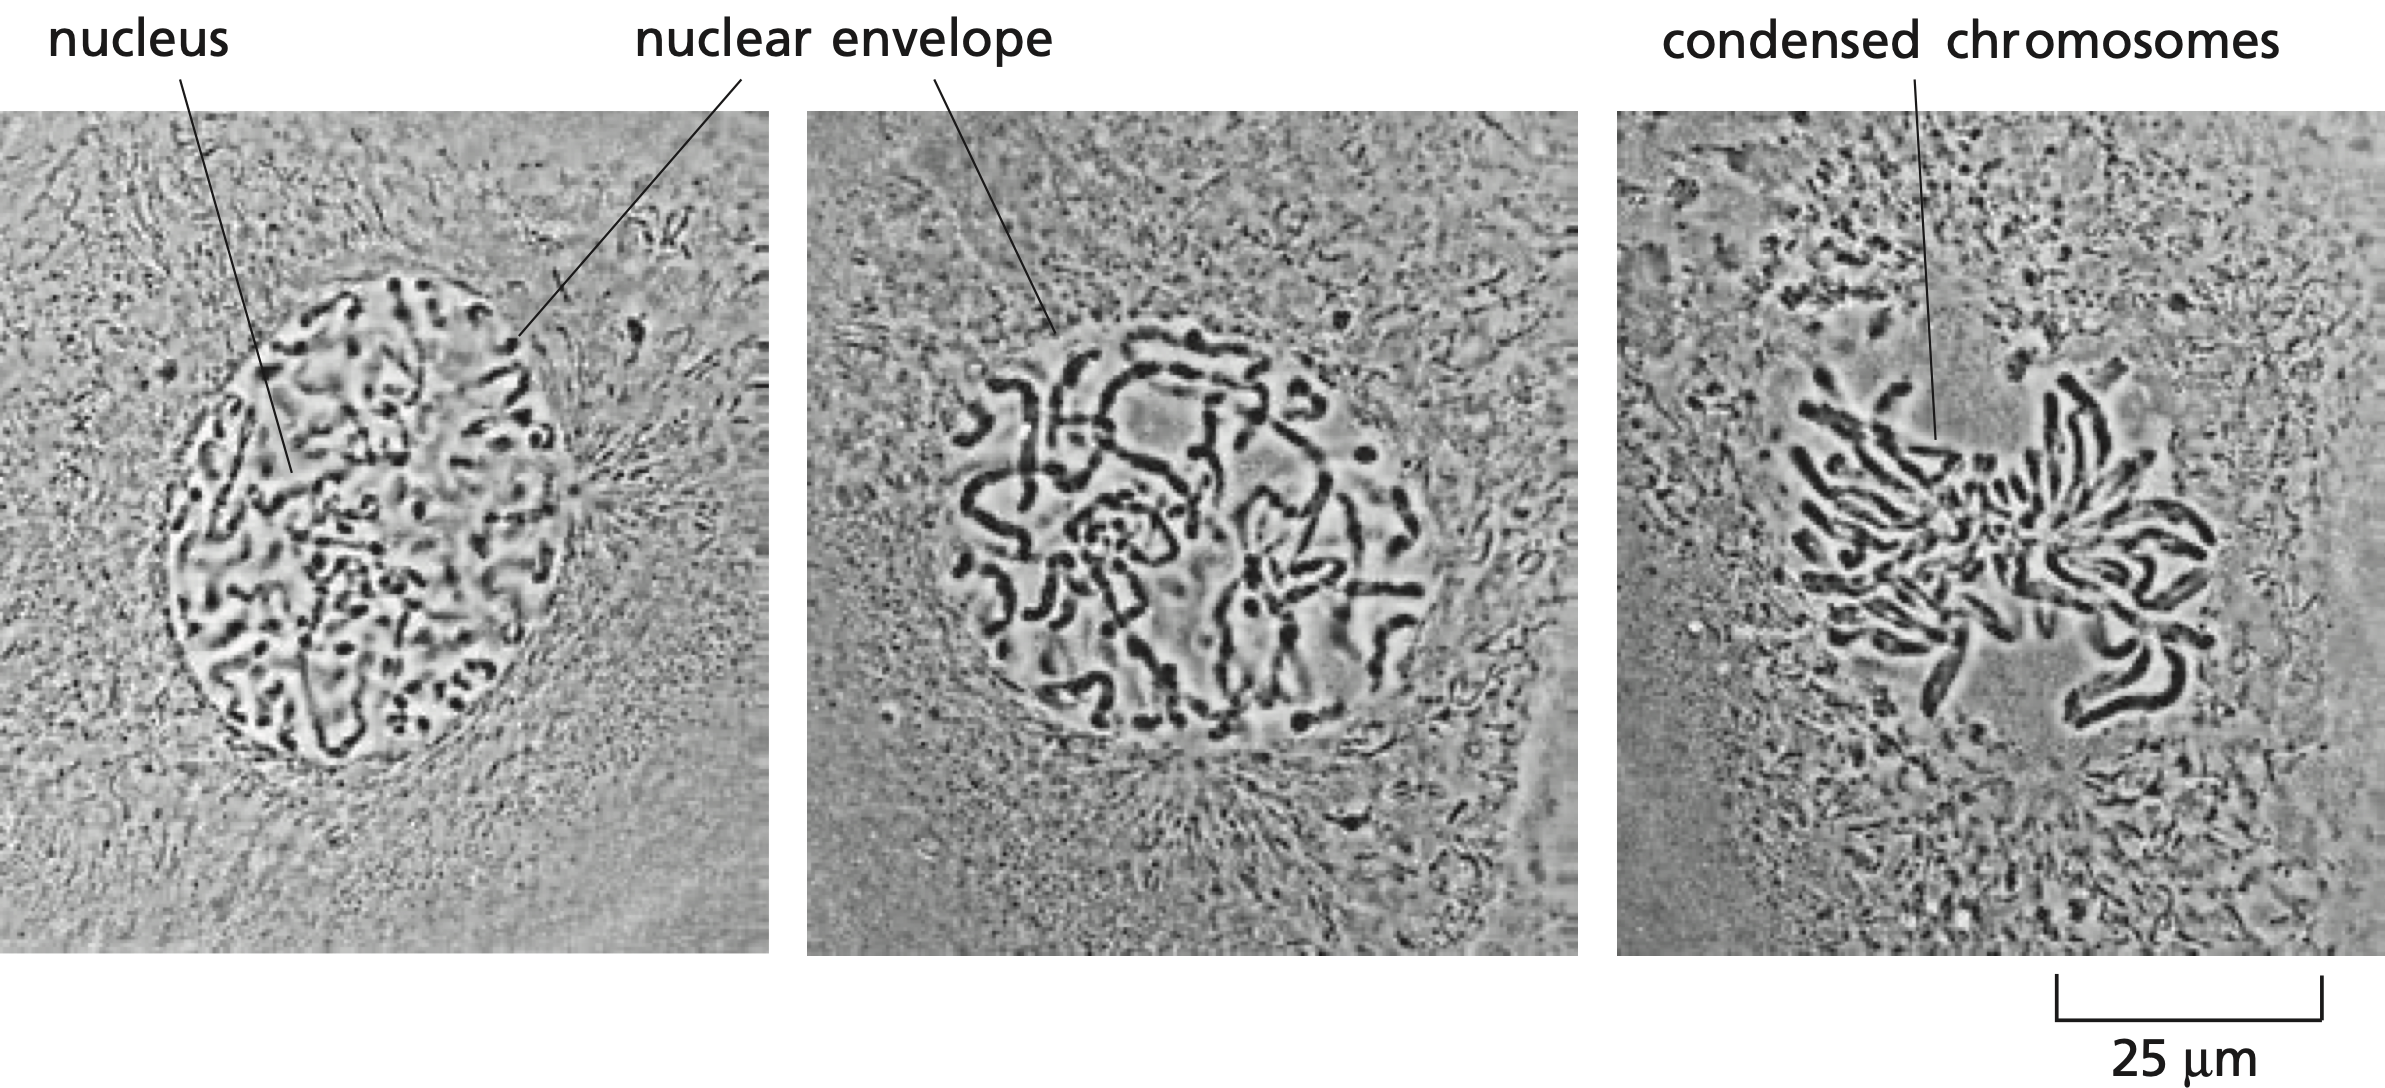 nucleus
nuclear envelope
condensed chromosomes
25 μm